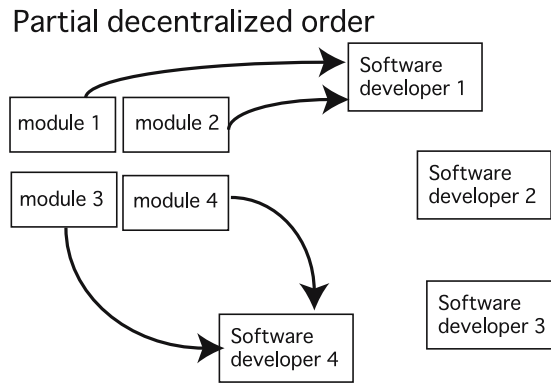 Partial decentralized order
Software
developer 1
module 1
module 2
Software
developer 2
module 3
module 4
Software
developer 3
Software
developer 4